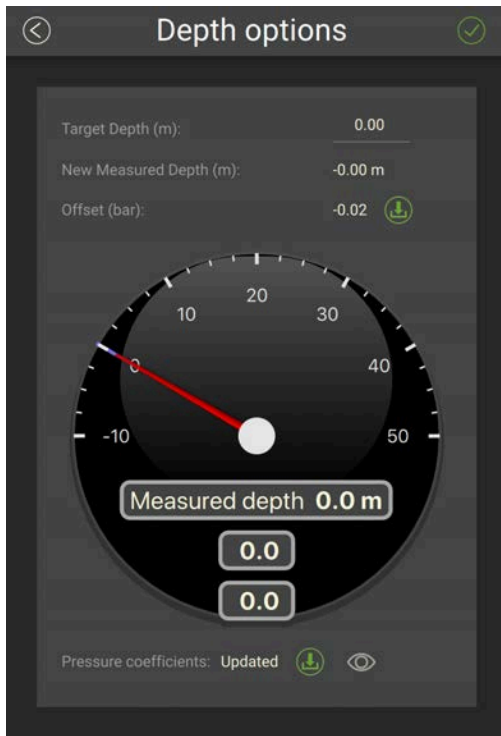 Depth options
Target Depth (m): 0.00
New Measured Depth (m): -0.00 m
Offset (bar): -0.02
20
10 30
0 40
-10 50
Measured depth 0.0 m
0.0
0.0
Pressure coefficients: Updated